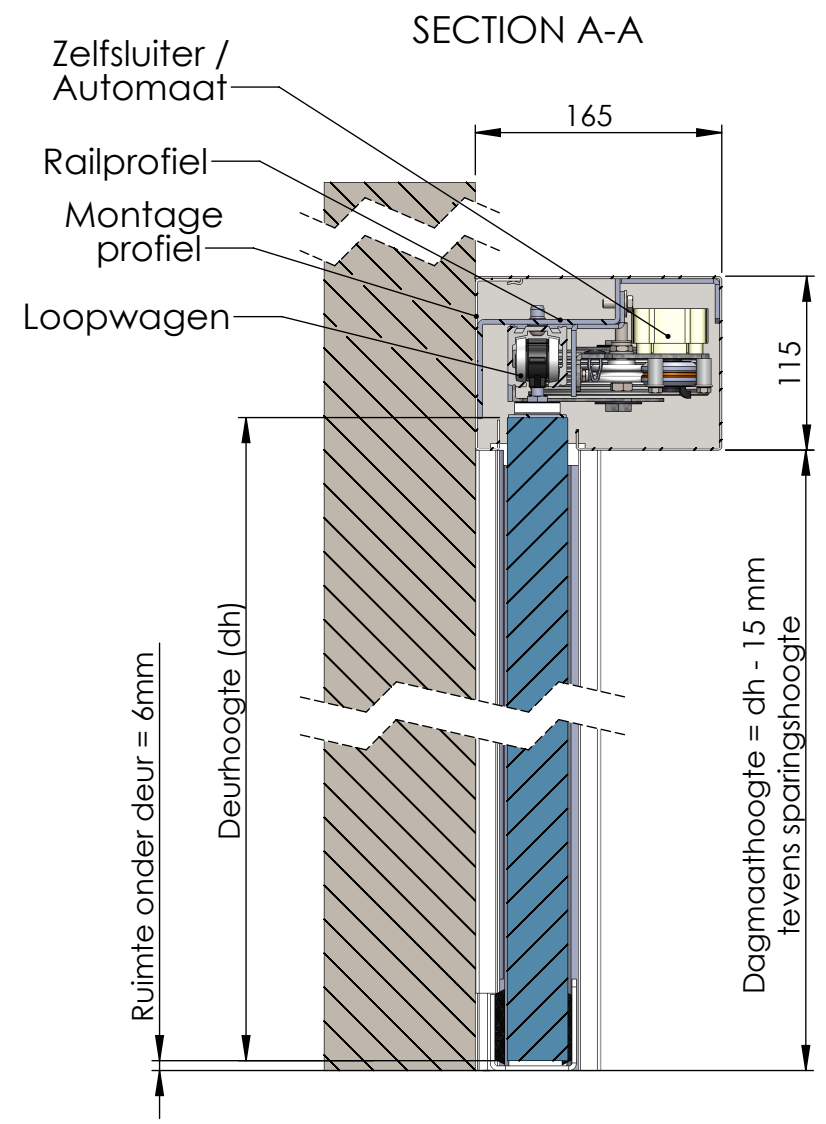 SECTION A-A
Zelfsluiter /
Automaat
165
Railprofiel
Montage
profiel
Loopwagen
115
Deurhoogte (dh)
Ruimte onder deur = 6mm
Dagmaathoogte = dh - 15 mm
tevens sparingshoogte